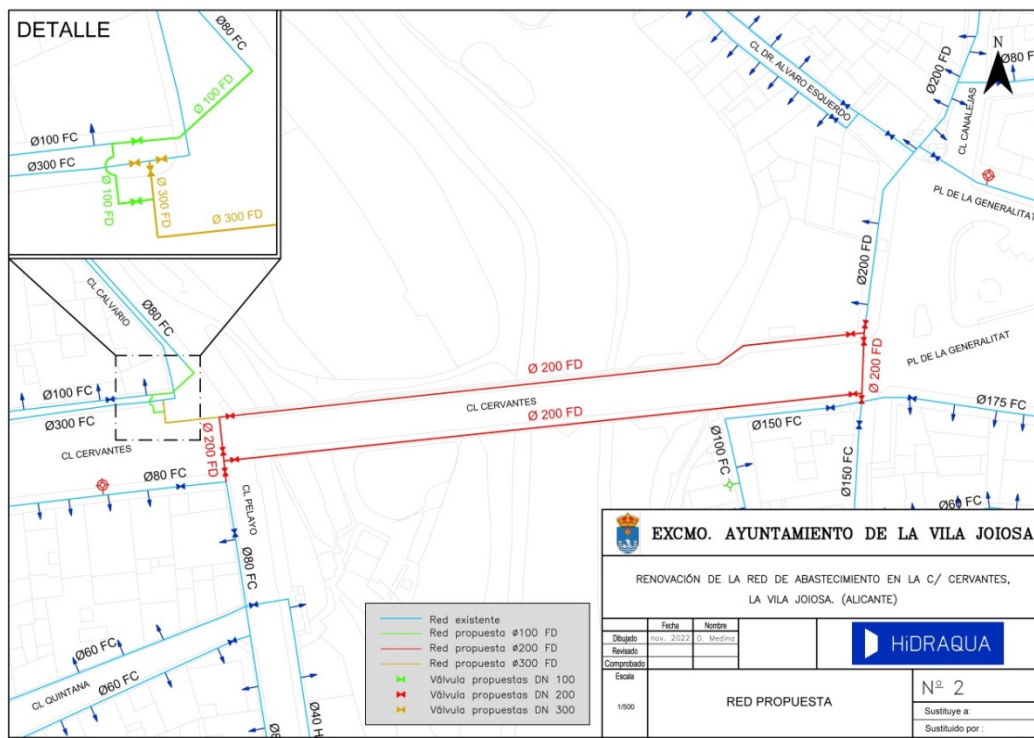 DETALLE
Ø80 FC
Ø 100 FD
Ø100 FC
Ø300 FC
Ø 100 FD
Ø 300 FD
Ø 300 FD
CL DR. ALVARO ESQUERDO
Ø200 FD
CL CANALEJAS
N
Ø80 F
PL DE LA GENERALITAT
Ø200 FD
PL DE LA GENERALITAT
CL CALVARIO
Ø80 FC
Ø100 FC
Ø300 FC
CL CERVANTES
Ø 200 FD
Ø 200 FD
CL CERVANTES
Ø 200 FD
Ø 200 FD
Ø80 FC
CL PELAYO
Ø80 FC
Ø150 FC
Ø175 FC
Ø100 FC
Ø150 FC
Ø60 FC
Ø60 FC
Ø60 FC
CL QUINTANA
Ø40 H
Red existente
Red propuesta ø100 FD
Red propuesta ø200 FD
Red propuesta ø300 FD
Válvula propuestas DN 100
Válvula propuestas DN 200
Válvula propuestas DN 300
EXCMO. AYUNTAMIENTO DE LA VILA JOIOSA
RENOVACIÓN DE LA RED DE ABASTECIMIENTO EN LA C/ CERVANTES,
LA VILA JOIOSA. (ALICANTE)
Fecha Nombre
Dibujado nov. 2022 D. Medina
Revisado
Comprobado
HiDRAQUA
Escala
1/500
RED PROPUESTA
Nº 2
Sustituye a:
Sustituido por :